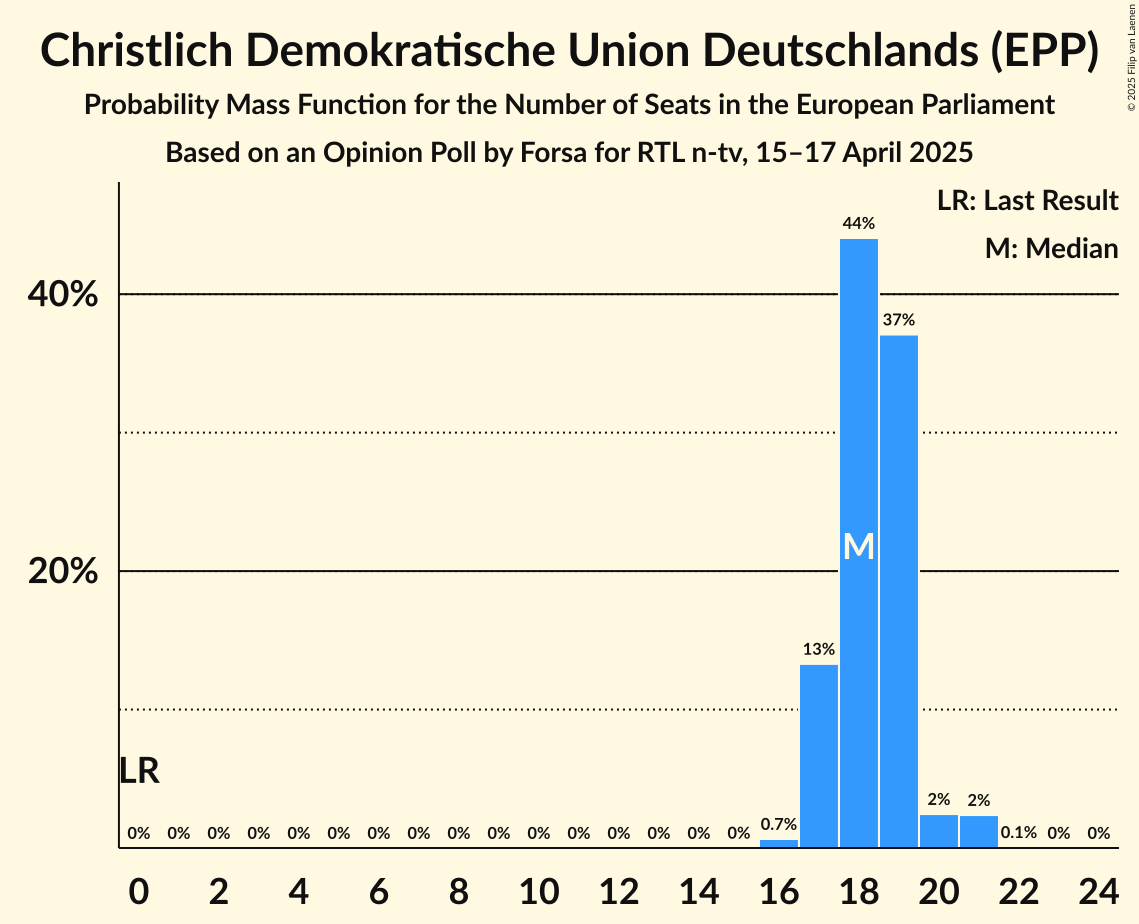 Christlich Demokratische Union Deutschlands (EPP)
Probability Mass Function for the Number of Seats in the European Parliament
Based on an Opinion Poll by Forsa for RTL n-tv, 15–17 April 2025
© 2025 Filip van Laenen
LR: Last Result
M: Median
44%
40%
37%
M
20%
13%
LR
0% 0% 0% 0% 0% 0% 0% 0% 0% 0% 0% 0% 0% 0% 0% 0% 0.7% 2% 2% 0.1% 0% 0%
0 2 4 6 8 10 12 14 16 18 20 22 24